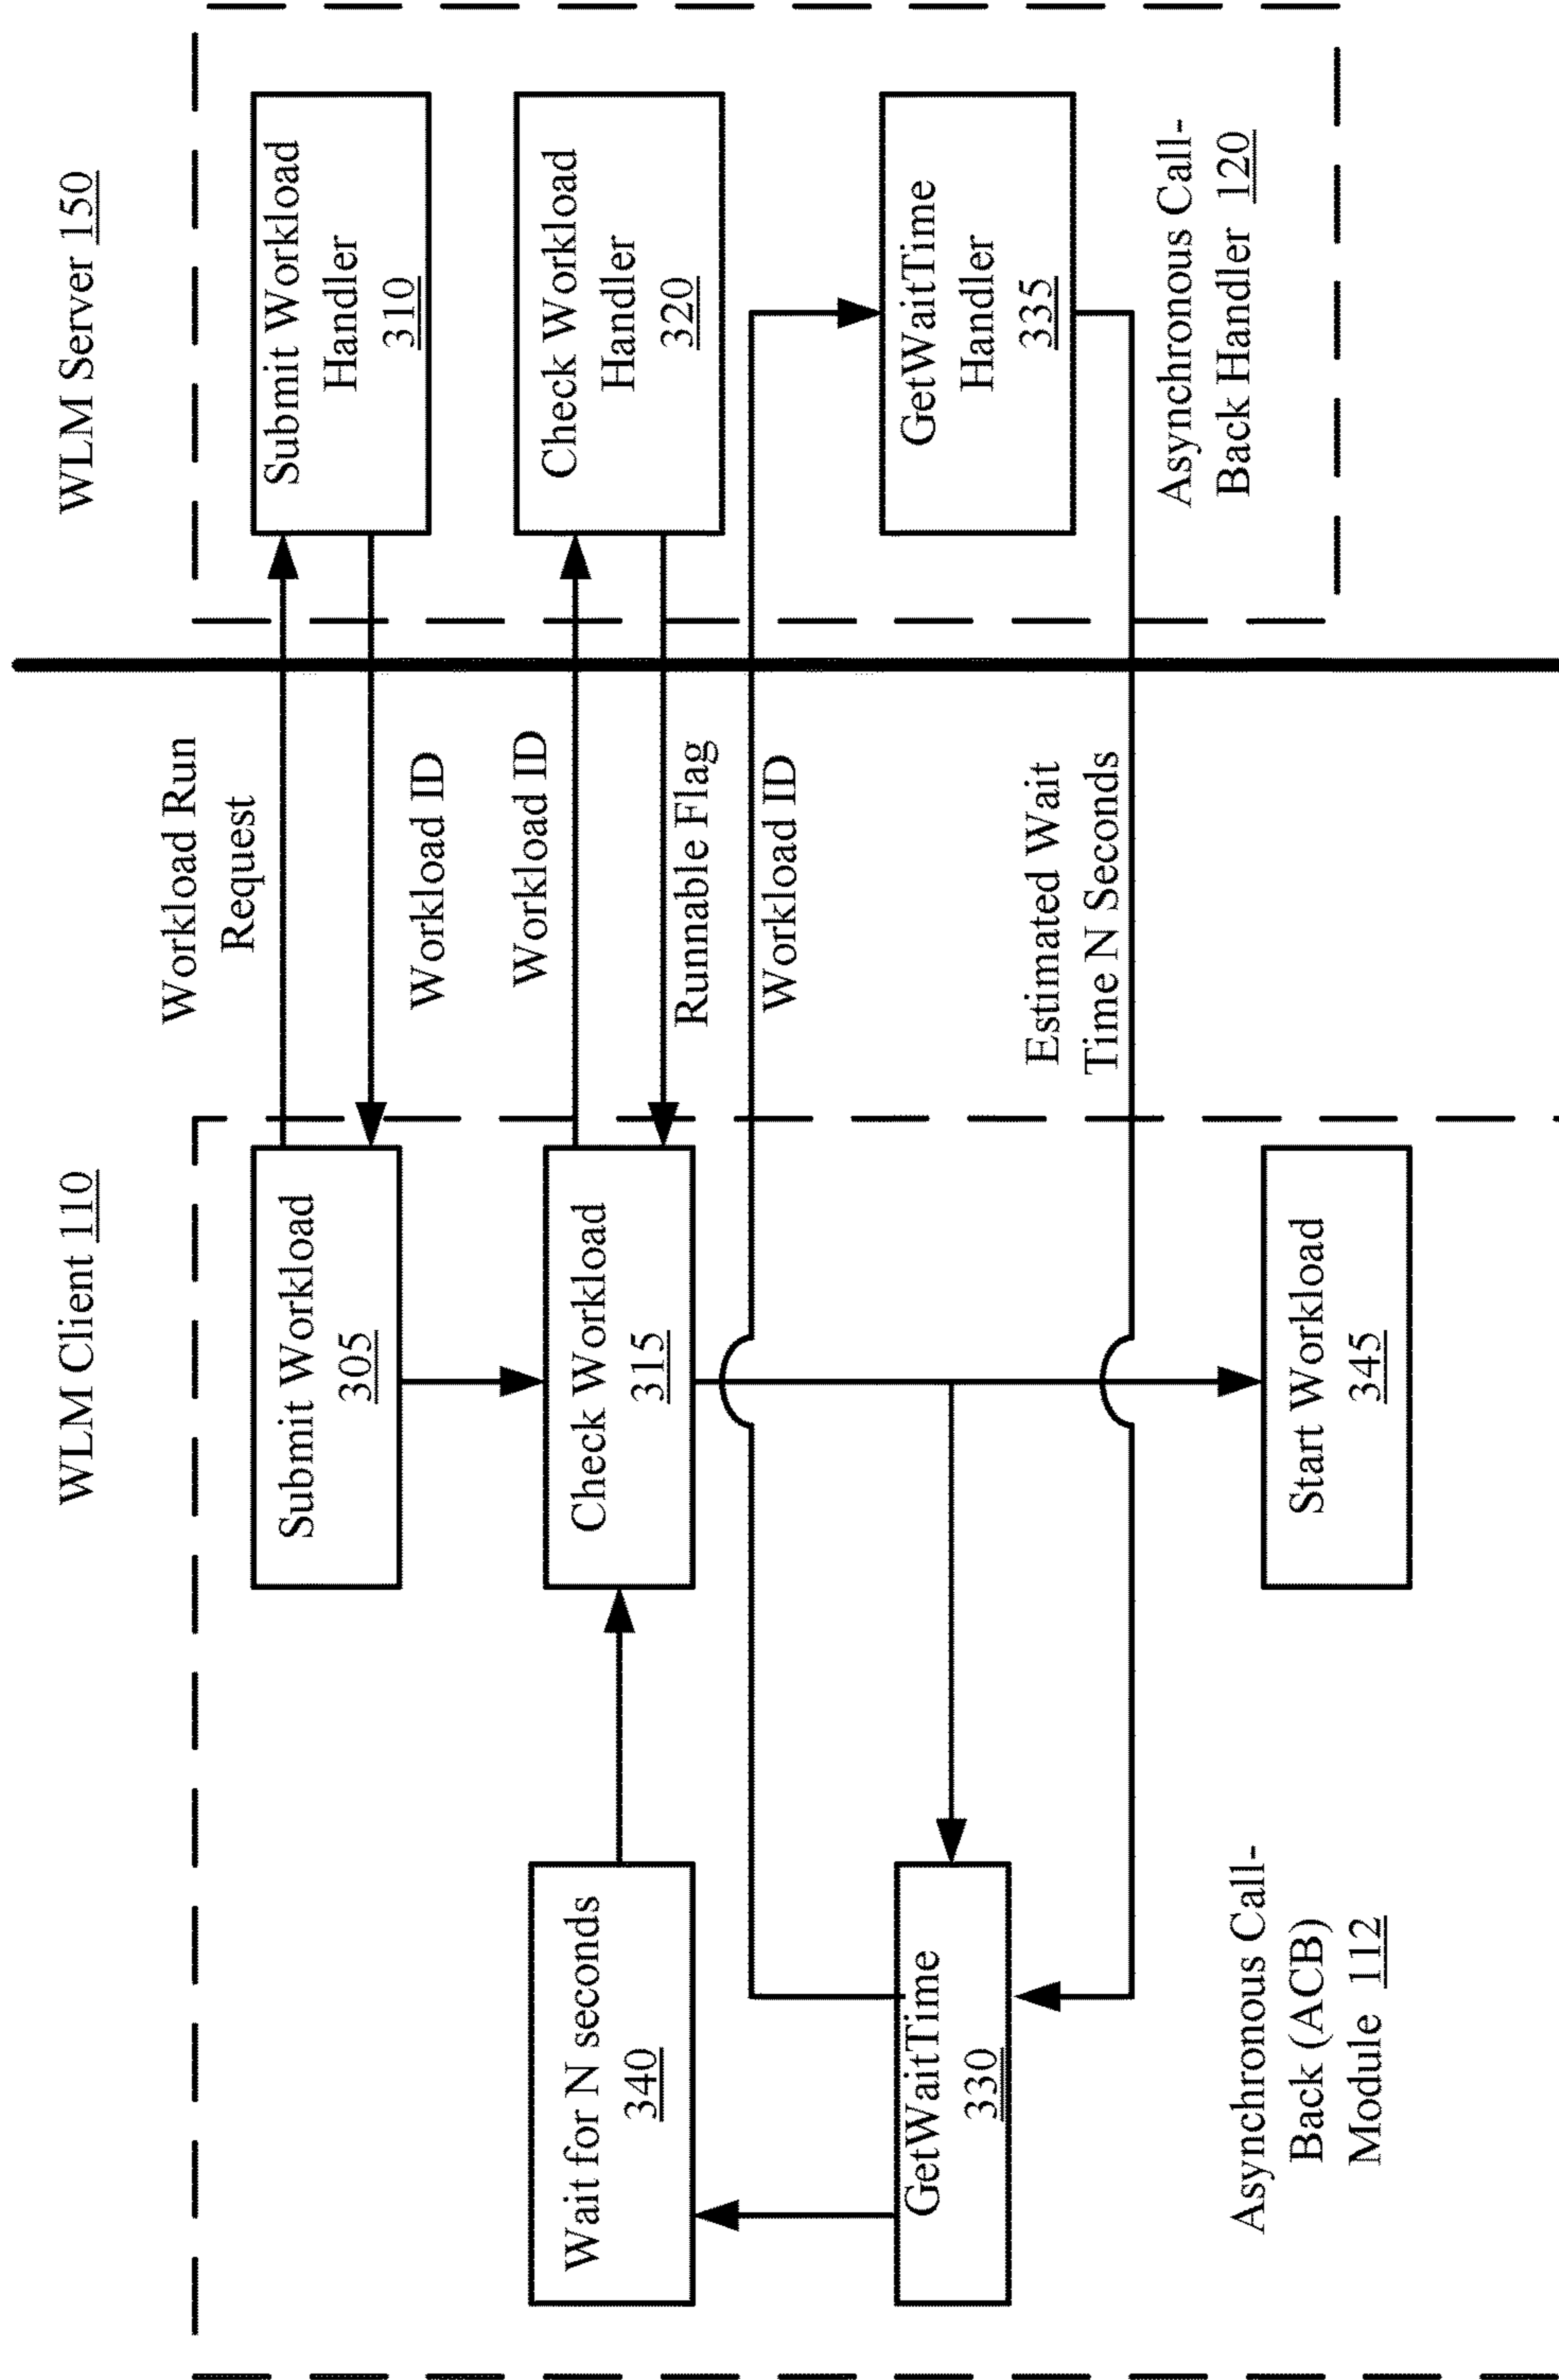 WLM Client 110
WLM Server 150
Submit Workload
305
Workload Run
Request
Workload ID
Submit Workload
Handler
310
Wait for N seconds
340
Check Workload
315
Workload ID
Runnable Flag
Check Workload
Handler
320
Workload ID
GetWaitTime
330
Estimated Wait
Time N Seconds
GetWaitTime
Handler
335
Asynchronous Call-
Back (ACB)
Module 112
Start Workload
345
Asynchronous Call-
Back Handler 120